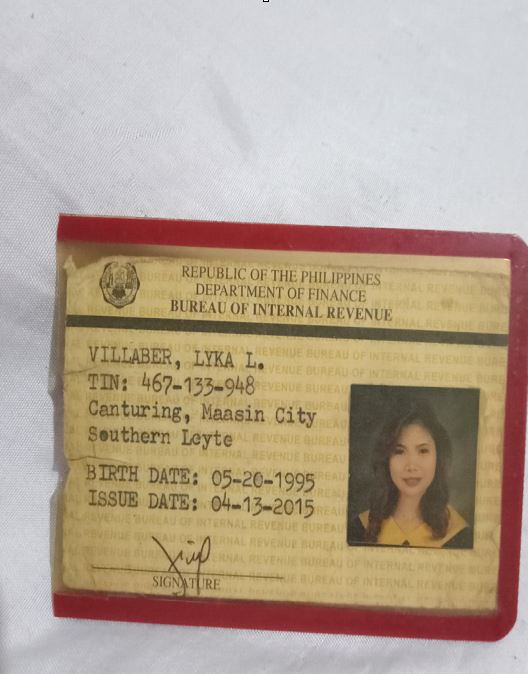 REPUBLIC OF THE PHILIPPINES
DEPARTMENT OF FINANCE
BUREAU OF INTERNAL REVENUE
VILLABER, LYKA L.
TIN: 467-133-948
Canturing, Maasin City
Southern Leyte
BIRTH DATE: 05-20-1995
ISSUE DATE: 04-13-2015
SIGNATURE